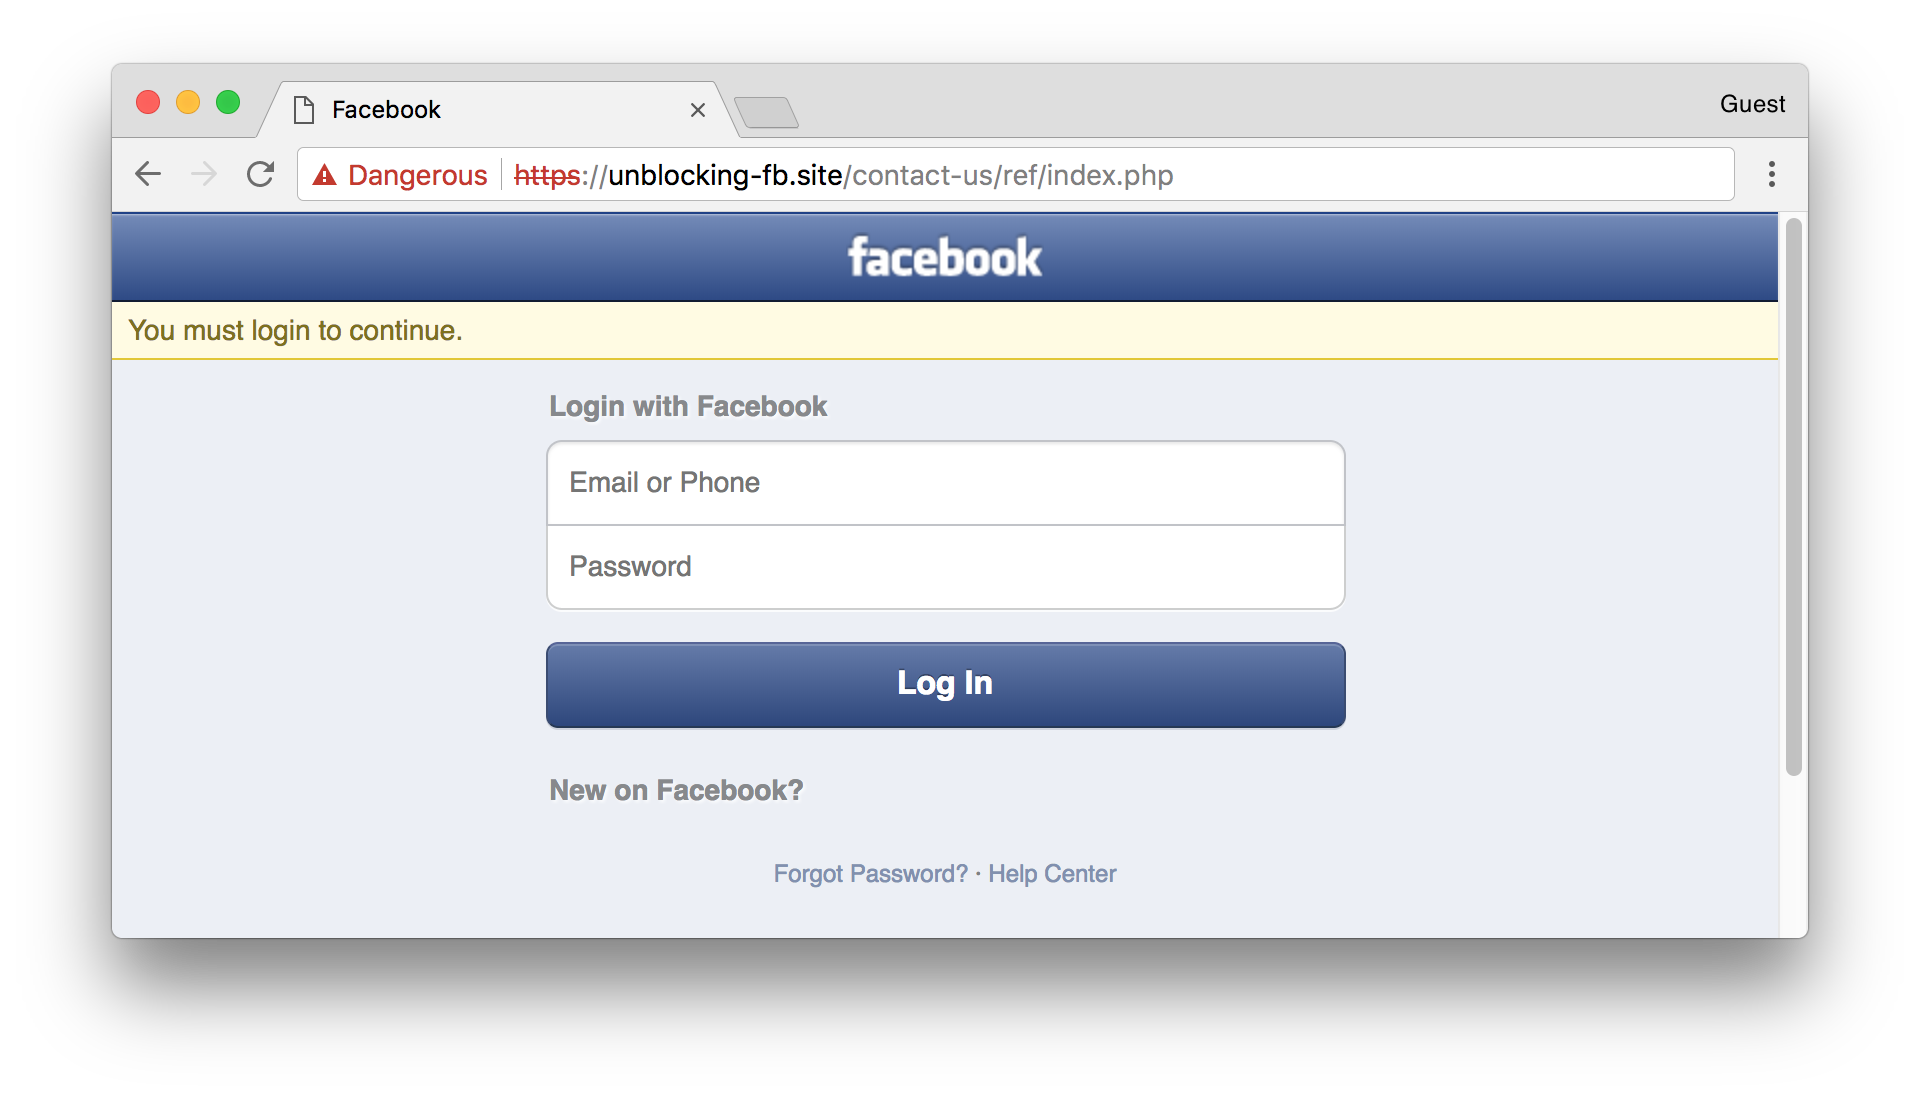 Facebook
Guest
Dangerous https://unblocking-fb.site/contact-us/ref/index.php
facebook
You must login to continue.
Login with Facebook
Email or Phone
Password
Log In
New on Facebook?
Forgot Password? · Help Center